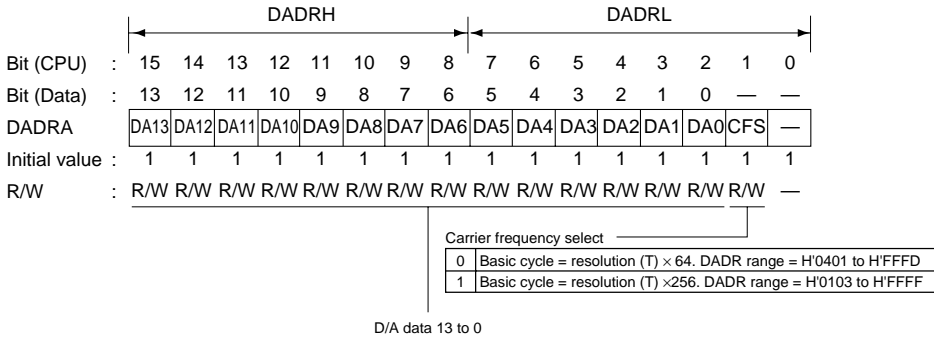 DADRH DADRL
Bit (CPU) : 15 14 13 12 11 10 9 8 7 6 5 4 3 2 1 0
Bit (Data) : 13 12 11 10 9 8 7 6 5 4 3 2 1 0 — —
DADRA DA13 DA12 DA11 DA10 DA9 DA8 DA7 DA6 DA5 DA4 DA3 DA2 DA1 DA0 CFS —
Initial value : 1 1 1 1 1 1 1 1 1 1 1 1 1 1 1 1
R/W : R/W R/W R/W R/W R/W R/W R/W R/W R/W R/W R/W R/W R/W R/W R/W —
Carrier frequency select
0 Basic cycle = resolution (T) × 64. DADR range = H'0401 to H'FFFD
1 Basic cycle = resolution (T) ×256. DADR range = H'0103 to H'FFFF
D/A data 13 to 0